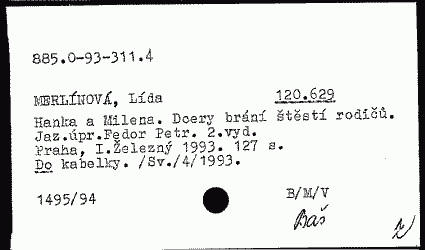 885.0-93-311.4
MERLÍNOVÁ, Lída 120.629
Hanka a Milena. Dcery brání štěstí rodičů.
Jaz.úpr.Fedor Petr. 2.vyd.
Praha, I.Železný 1993. 127 s.
Do kabelky. /Sv./4/1993.
1495/94 B/M/V
Baš